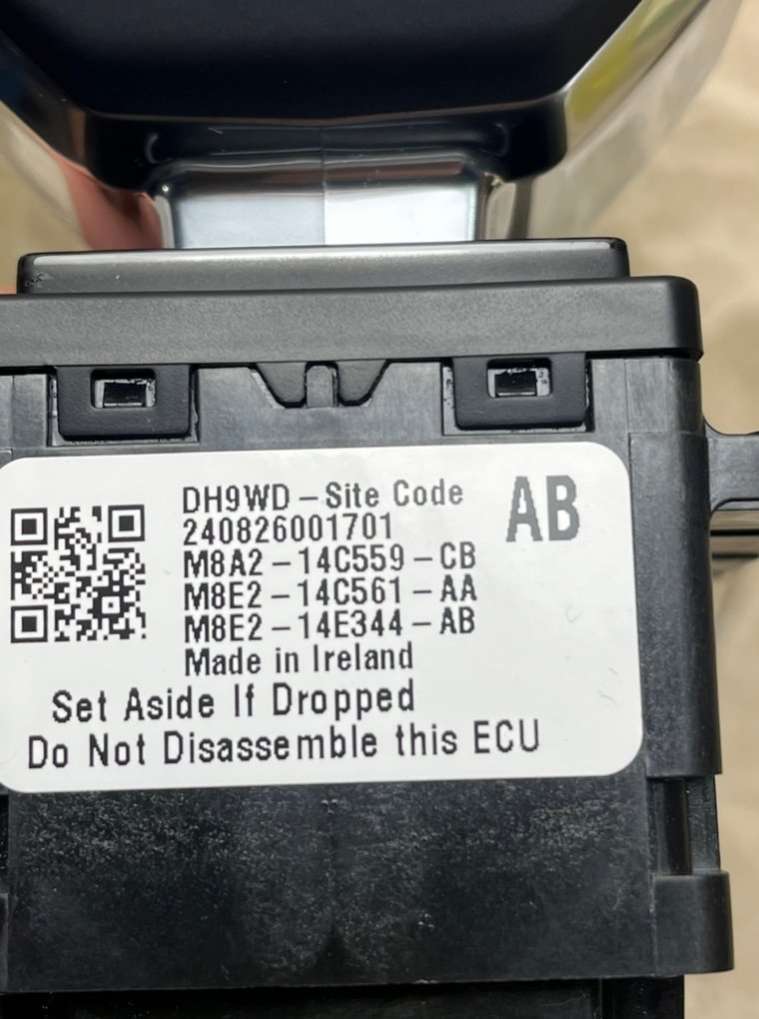 DH9WD-Site Code
AB
240826001701
M8A2-14C559-CB
M8E2-14C561-AA
M8E2-14E344-AB
Made in Ireland
Set Aside If Dropped
Do Not Disassemble this ECU